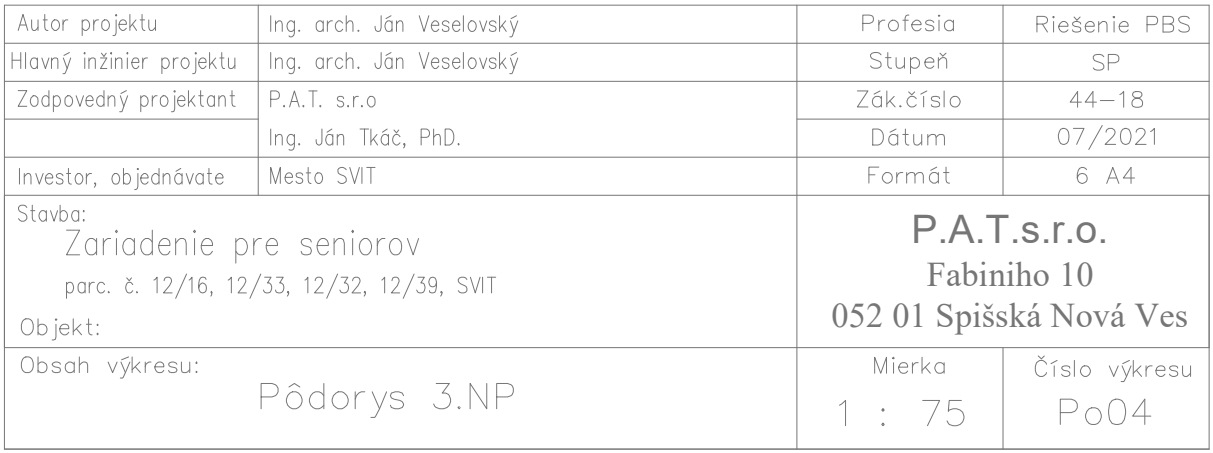 Autor projektu Ing. arch. Ján Veselovský Profesia Riešenie PBS
Hlavný inžinier projektu Ing. arch. Ján Veselovský Stupeň SP
Zodpovedný projektant P.A.T. s.r.o Zák.číslo 44-18
Ing. Ján Tkáč, PhD. Dátum 07/2021
Investor, objednávate Mesto SVIT Formát 6 A4
Stavba:
Zariadenie pre seniorov
parc. č. 12/16, 12/33, 12/32, 12/39, SVIT
Objekt:
P.A.T.s.r.o.
Fabiniho 10
052 01 Spišská Nová Ves
Obsah výkresu:
Pôdorys 3.NP
Mierka
1 : 75
Číslo výkresu
Po04